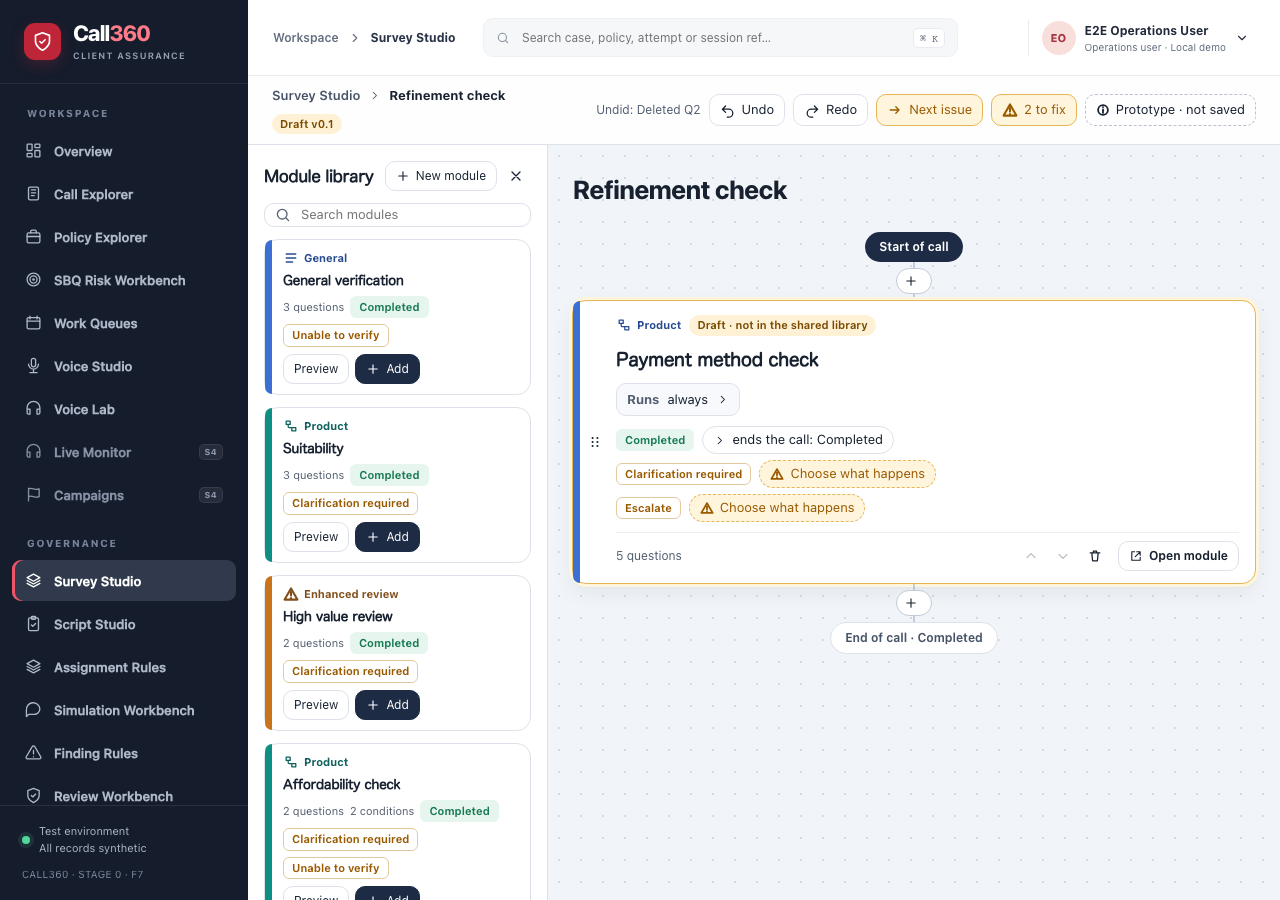 Call360
CLIENT ASSURANCE
WORKSPACE
Overview
Call Explorer
Policy Explorer
SBQ Risk Workbench
Work Queues
Voice Studio
Voice Lab
Live Monitor S4
Campaigns S4
GOVERNANCE
Survey Studio
Script Studio
Assignment Rules
Simulation Workbench
Finding Rules
Review Workbench
Test environment
All records synthetic
CALL360 · STAGE 0 · F7
Workspace Survey Studio
Search case, policy, attempt or session ref...
⌘ K
EO
E2E Operations User
Operations user · Local demo
Survey Studio Refinement check
Draft v0.1
Undid: Deleted Q2
Undo
Redo
Next issue
2 to fix
Prototype · not saved
Module library
New module
Search modules
General
General verification
3 questions Completed
Unable to verify
Preview Add
Product
Suitability
3 questions Completed
Clarification required
Preview Add
Enhanced review
High value review
2 questions Completed
Clarification required
Preview Add
Product
Affordability check
2 questions 2 conditions Completed
Clarification required
Unable to verify
Preview Add
Refinement check
Start of call
Product Draft · not in the shared library
Payment method check
Runs always
Completed ends the call: Completed
Clarification required Choose what happens
Escalate Choose what happens
5 questions
Open module
End of call · Completed